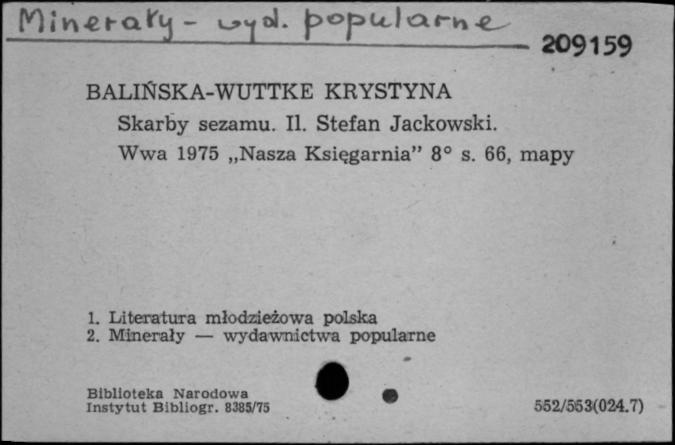 Minerały - wyd. popularne
209159
BALIŃSKA-WUTTKE KRYSTYNA
Skarby sezamu. Il. Stefan Jackowski.
Wwa 1975 „Nasza Księgarnia” 8° s. 66, mapy
1. Literatura młodzieżowa polska
2. Minerały — wydawnictwa popularne
Biblioteka Narodowa
Instytut Bibliogr. 8385/75
552/553(024.7)